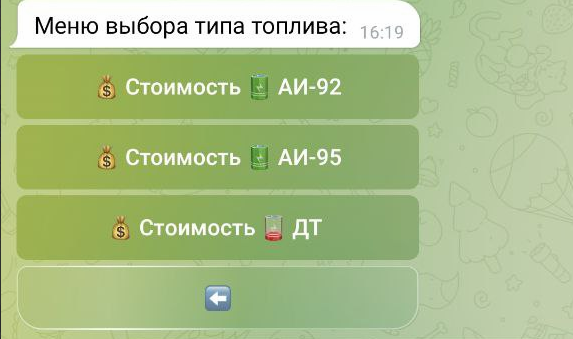 Меню выбора типа топлива: 16:19
💰 Стоимость 🔋 АИ-92
💰 Стоимость 🔋 АИ-95
💰 Стоимость 🪫 ДТ
⬅️